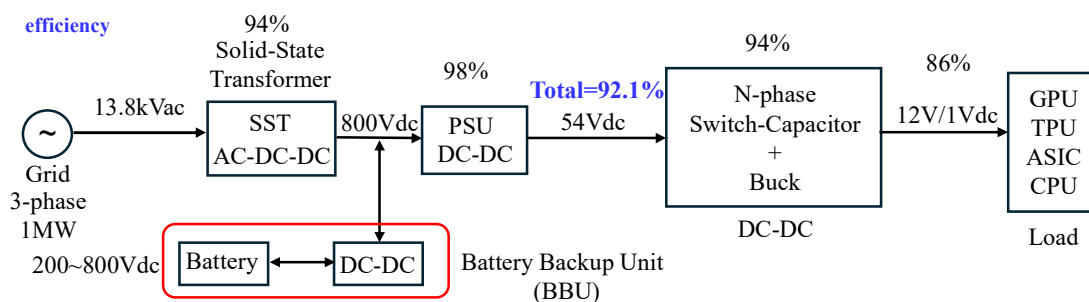 efficiency
94%
Solid-State
Transformer
98%
94%
86%
Total=92.1%
13.8kVac
~
Grid
3-phase
1MW
SST
AC-DC-DC
800Vdc
PSU
DC-DC
54Vdc
N-phase
Switch-Capacitor
+
Buck
DC-DC
12V/1Vdc
GPU
TPU
ASIC
CPU
Load
200~800Vdc
Battery
DC-DC
Battery Backup Unit
(BBU)